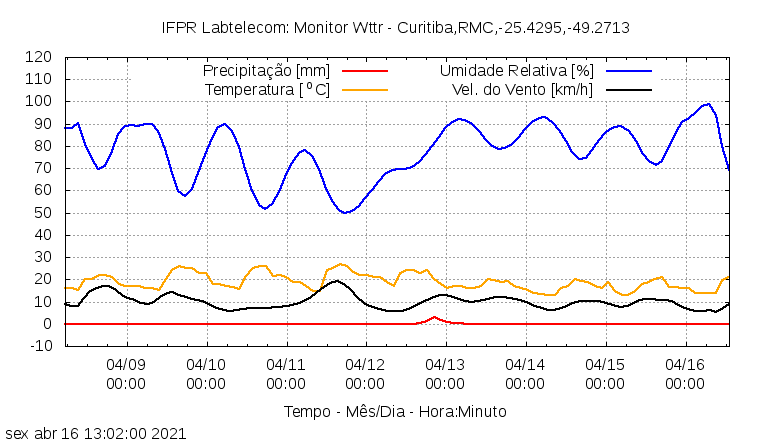 IFPR Labtelecom: Monitor Wttr - Curitiba,RMC,-25.4295,-49.2713
Precipitação [mm]
Umidade Relativa [%]
Temperatura [⁰C]
Vel. do Vento [km/h]
120
110
100
90
80
70
60
50
40
30
20
10
0
-10
04/09 04/10 04/11 04/12 04/13 04/14 04/15 04/16
00:00 00:00 00:00 00:00 00:00 00:00 00:00 00:00
Tempo - Mês/Dia - Hora:Minuto
sex abr 16 13:02:00 2021